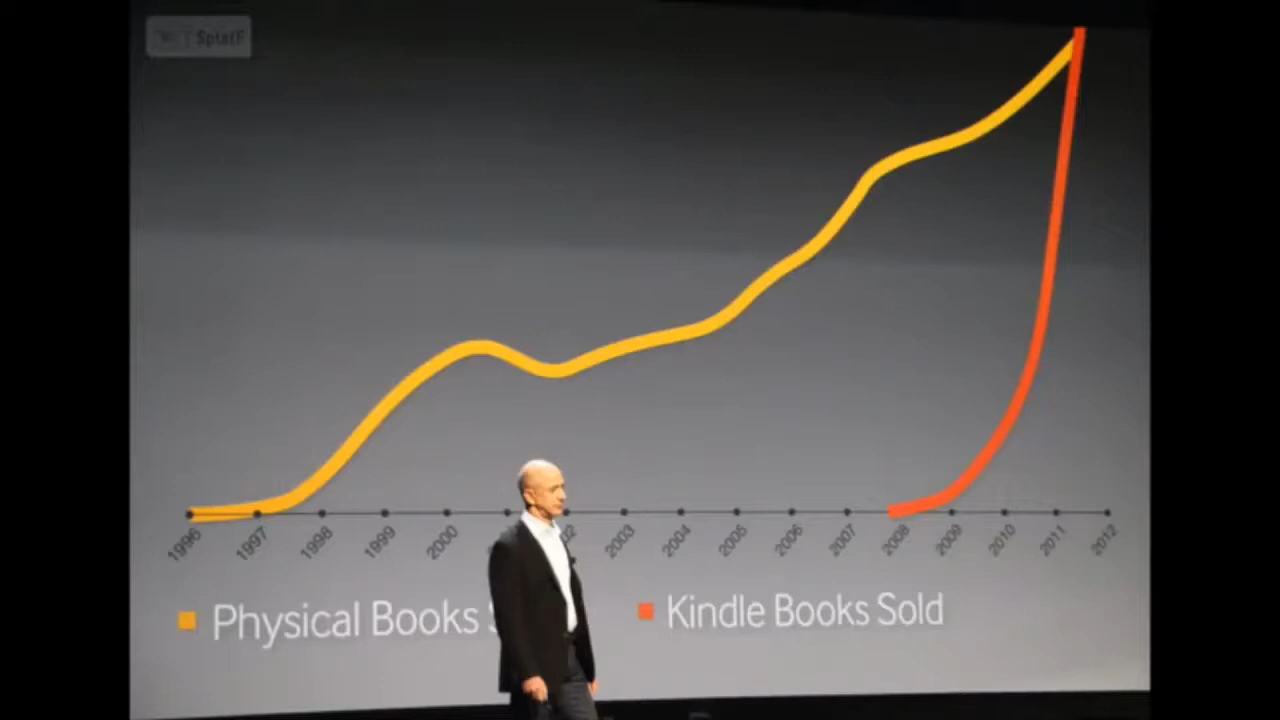 SplatF
1996 1997 1998 1999 2000 02 2003 2004 2005 2006 2007 2008 2009 2010 2011 2012
Physical Books S
Kindle Books Sold